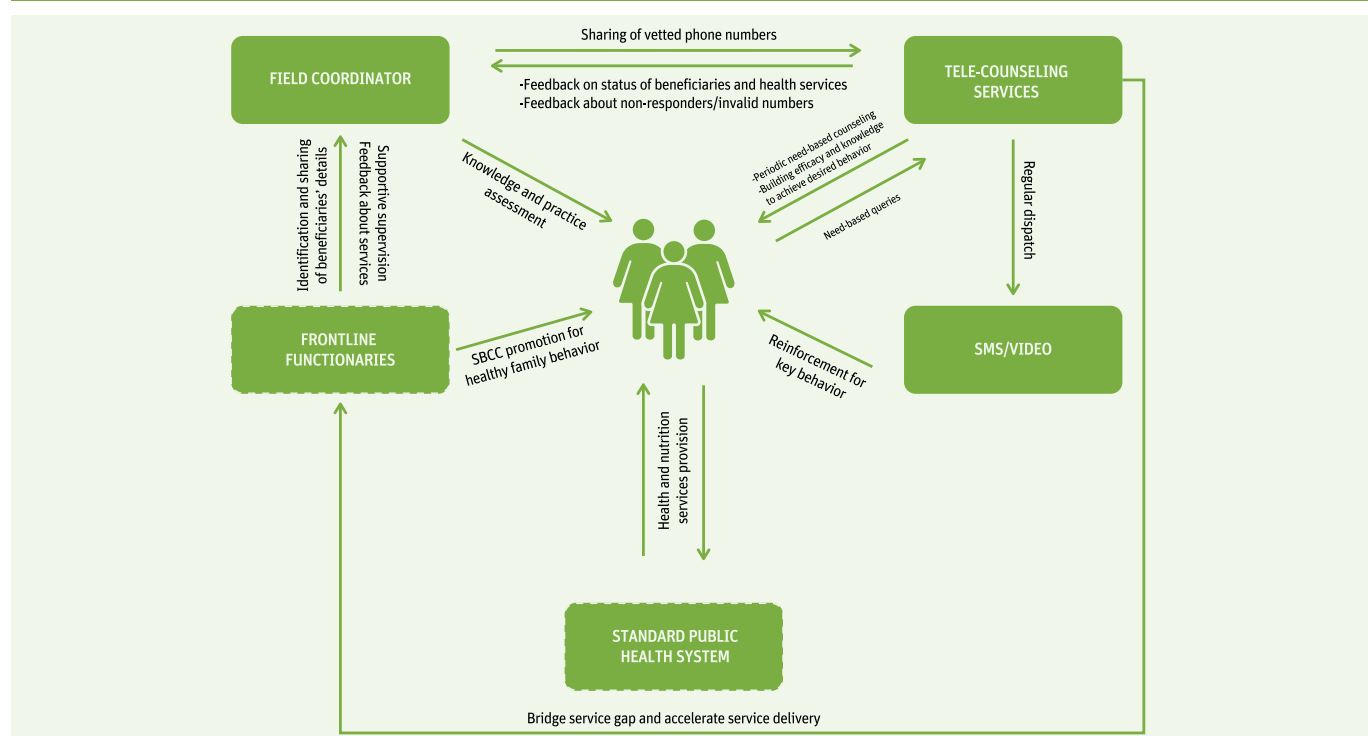 Sharing of vetted phone numbers
FIELD COORDINATOR
-Feedback on status of beneficiaries and health services
-Feedback about non-responders/invalid numbers
TELE-COUNSELING
SERVICES
Identification and sharing
of beneficiaries’ details
Supportive supervision
Feedback about services
Knowledge and practice
assessment
-Periodic need-based counseling
-Building efficacy and knowledge
to achieve desired behavior
Need-based queries
Regular dispatch
FRONTLINE
FUNCTIONARIES
SBCC promotion for
healthy family behavior
Reinforcement for
key behavior
SMS/VIDEO
Health and nutrition
services provision
STANDARD PUBLIC
HEALTH SYSTEM
Bridge service gap and accelerate service delivery